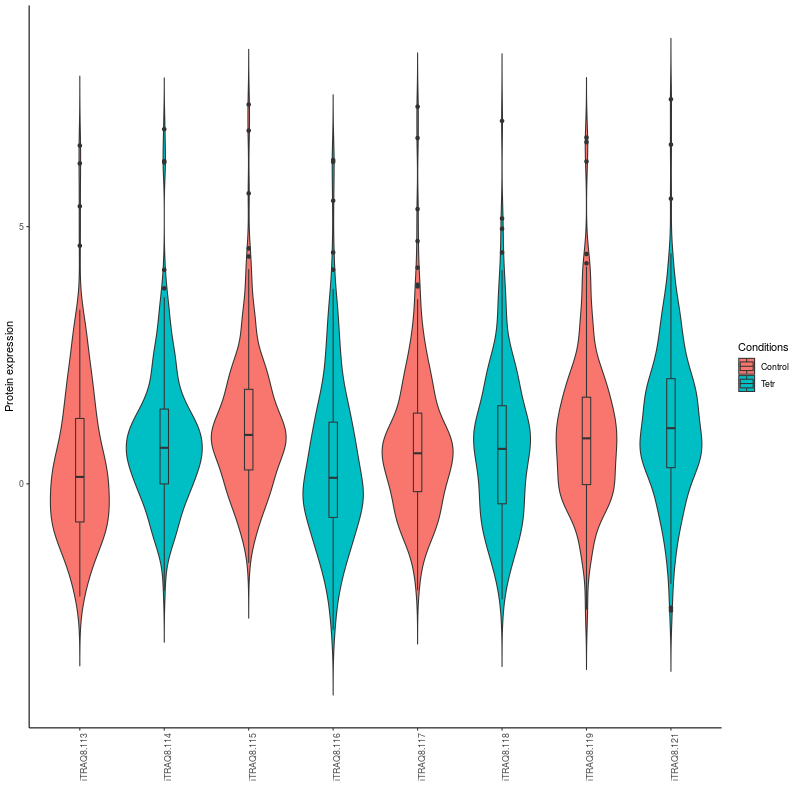 Protein expression
5
0
iTRAQ8.113
iTRAQ8.114
iTRAQ8.115
iTRAQ8.116
iTRAQ8.117
iTRAQ8.118
iTRAQ8.119
iTRAQ8.121
Conditions
Control
Tetr